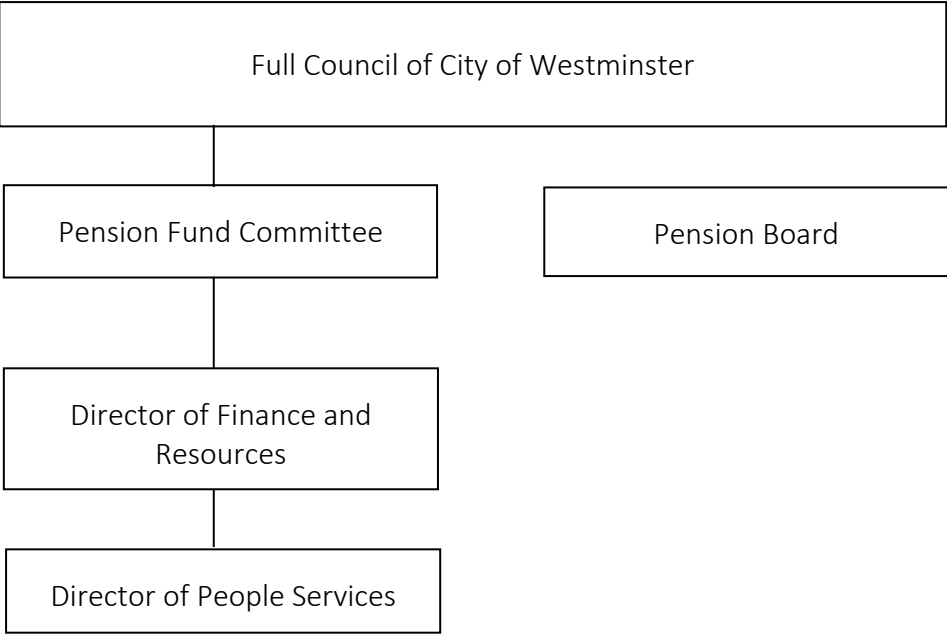 Full Council of City of Westminster
Pension Fund Committee
Pension Board
Director of Finance and
Resources
Director of People Services